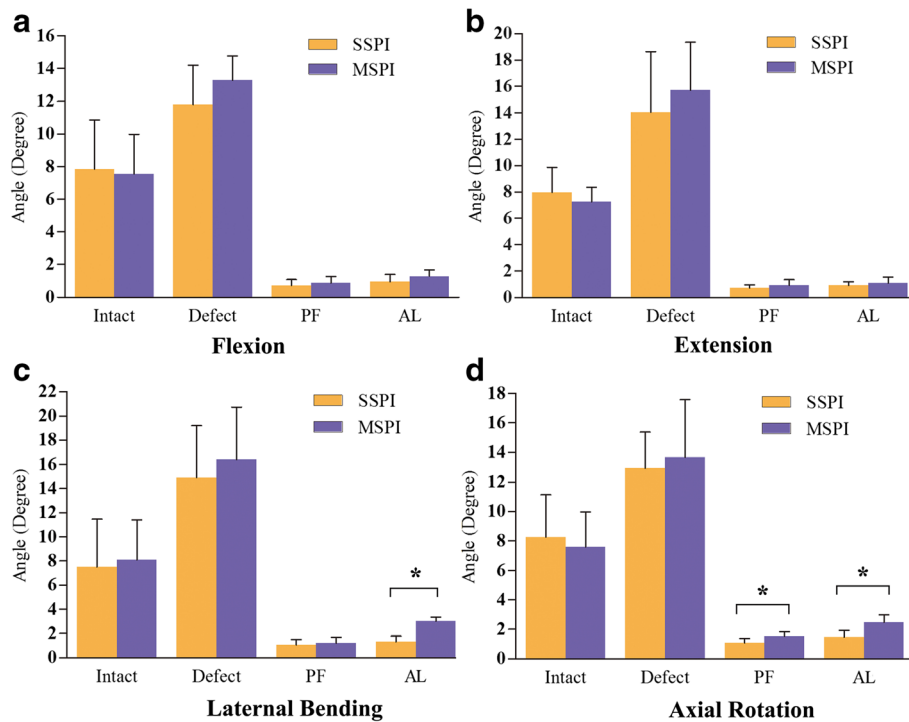 a
16
14
12
10
8
6
4
2
0
Angle (Degree)
SSPI
MSPI
Intact Defect PF AL
Flexion
b
20
18
16
14
12
10
8
6
4
2
0
Angle (Degree)
SSPI
MSPI
Intact Defect PF AL
Extension
c
22
20
18
16
14
12
10
8
6
4
2
0
Angle (Degree)
SSPI
MSPI
*
Intact Defect PF AL
Laternal Bending
d
18
16
14
12
10
8
6
4
2
0
Angle (Degree)
SSPI
MSPI
* *
Intact Defect PF AL
Axial Rotation